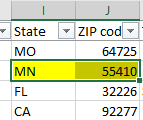 I J
State ZIP cod
MO 64725
MN 55410
FL 32226
CA 92277